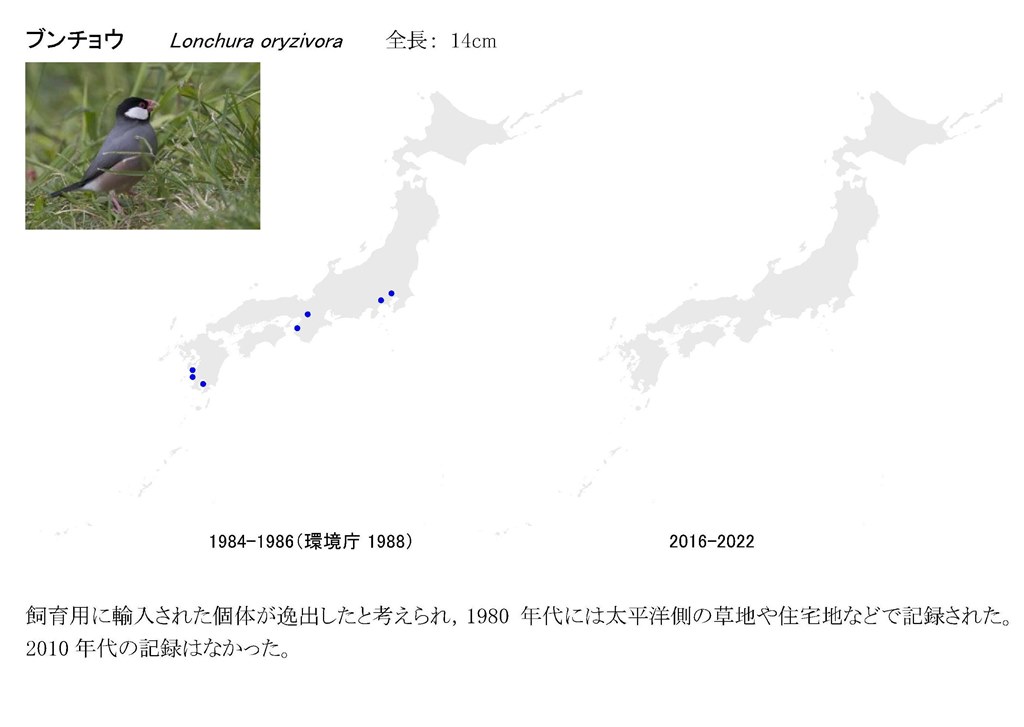 ブンチョウ Lonchura oryzivora 全長： 14cm
1984-1986（環境庁 1988） 2016-2022
飼育用に輸入された個体が逸出したと考えられ，1980 年代には太平洋側の草地や住宅地などで記録された。
2010 年代の記録はなかった。